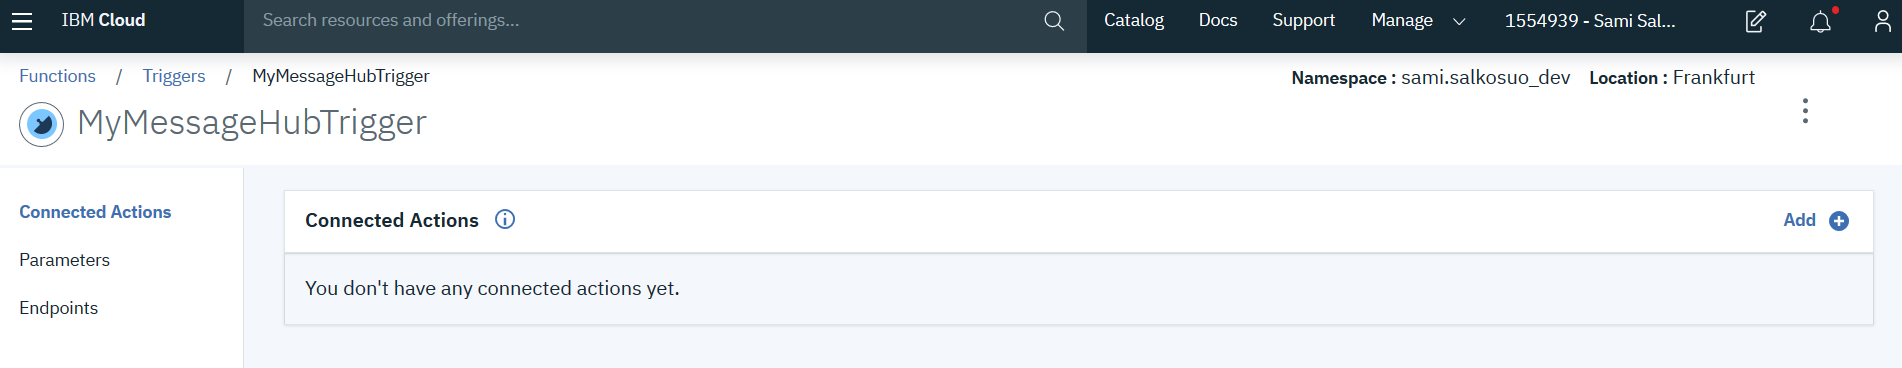 IBM Cloud Search resources and offerings... Catalog Docs Support Manage 1554939 - Sami Sal...
Functions / Triggers / MyMessageHubTrigger Namespace : sami.salkosuo_dev Location : Frankfurt
MyMessageHubTrigger
Connected Actions
Parameters
Endpoints
Connected Actions Add
You don't have any connected actions yet.